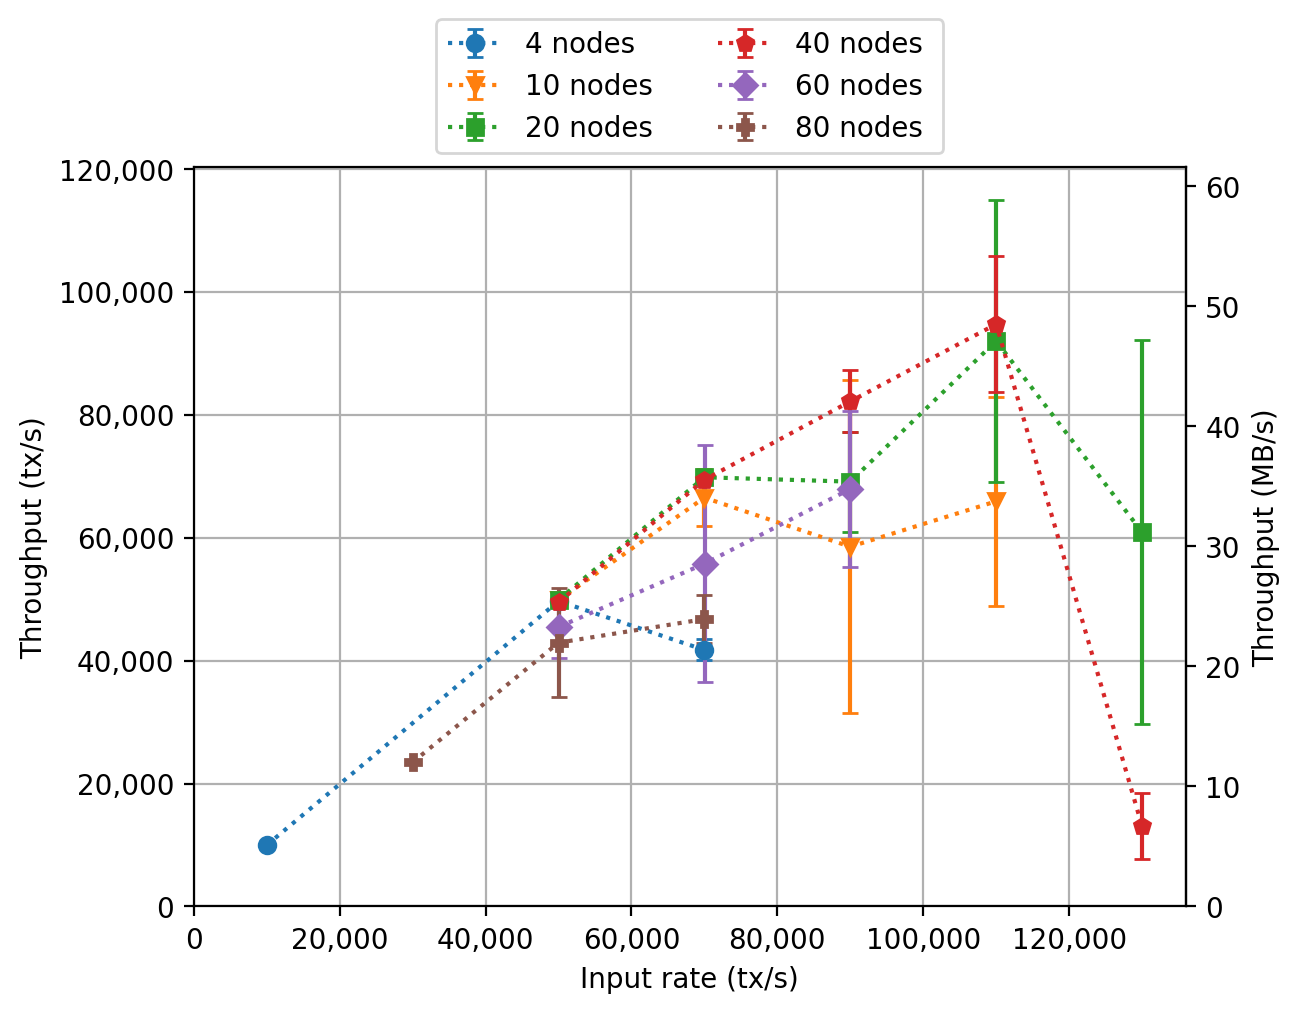 4 nodes
10 nodes
20 nodes
40 nodes
60 nodes
80 nodes
Throughput (tx/s)
120,000
100,000
80,000
60,000
40,000
20,000
0
0
20,000
40,000
60,000
80,000
100,000
120,000
Input rate (tx/s)
60
50
40
30
20
10
0
Throughput (MB/s)